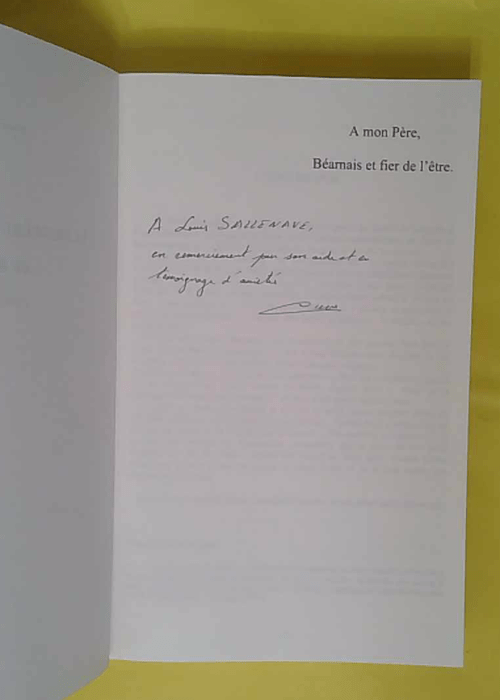 A mon Père,
Béarnais et fier de l'être.
A Louis SALLENAVE,
en remerciement pour son aide et en
témoignage d'amitié